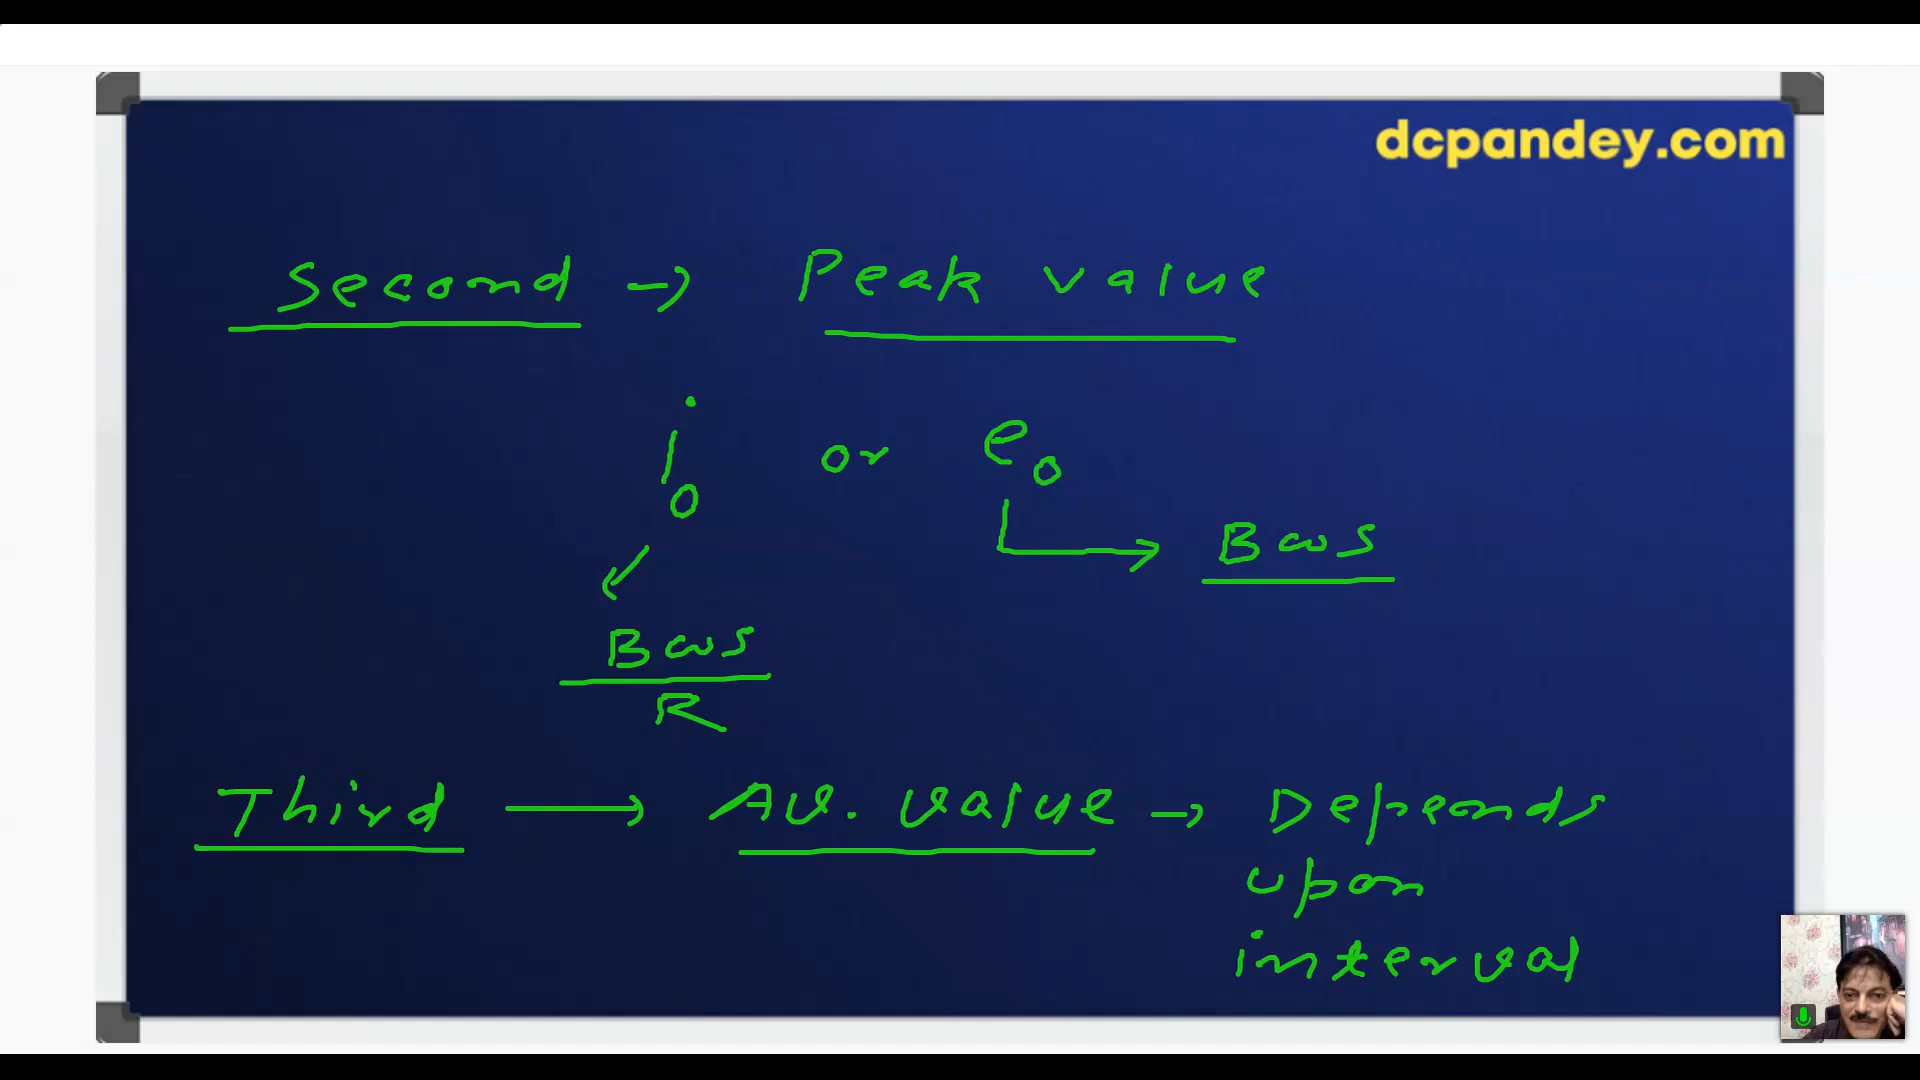 dcpandey.com
Second → Peak value
i0 or e0
→ BωS
BωS
R
Third → Av. value → Depends
upon
interval